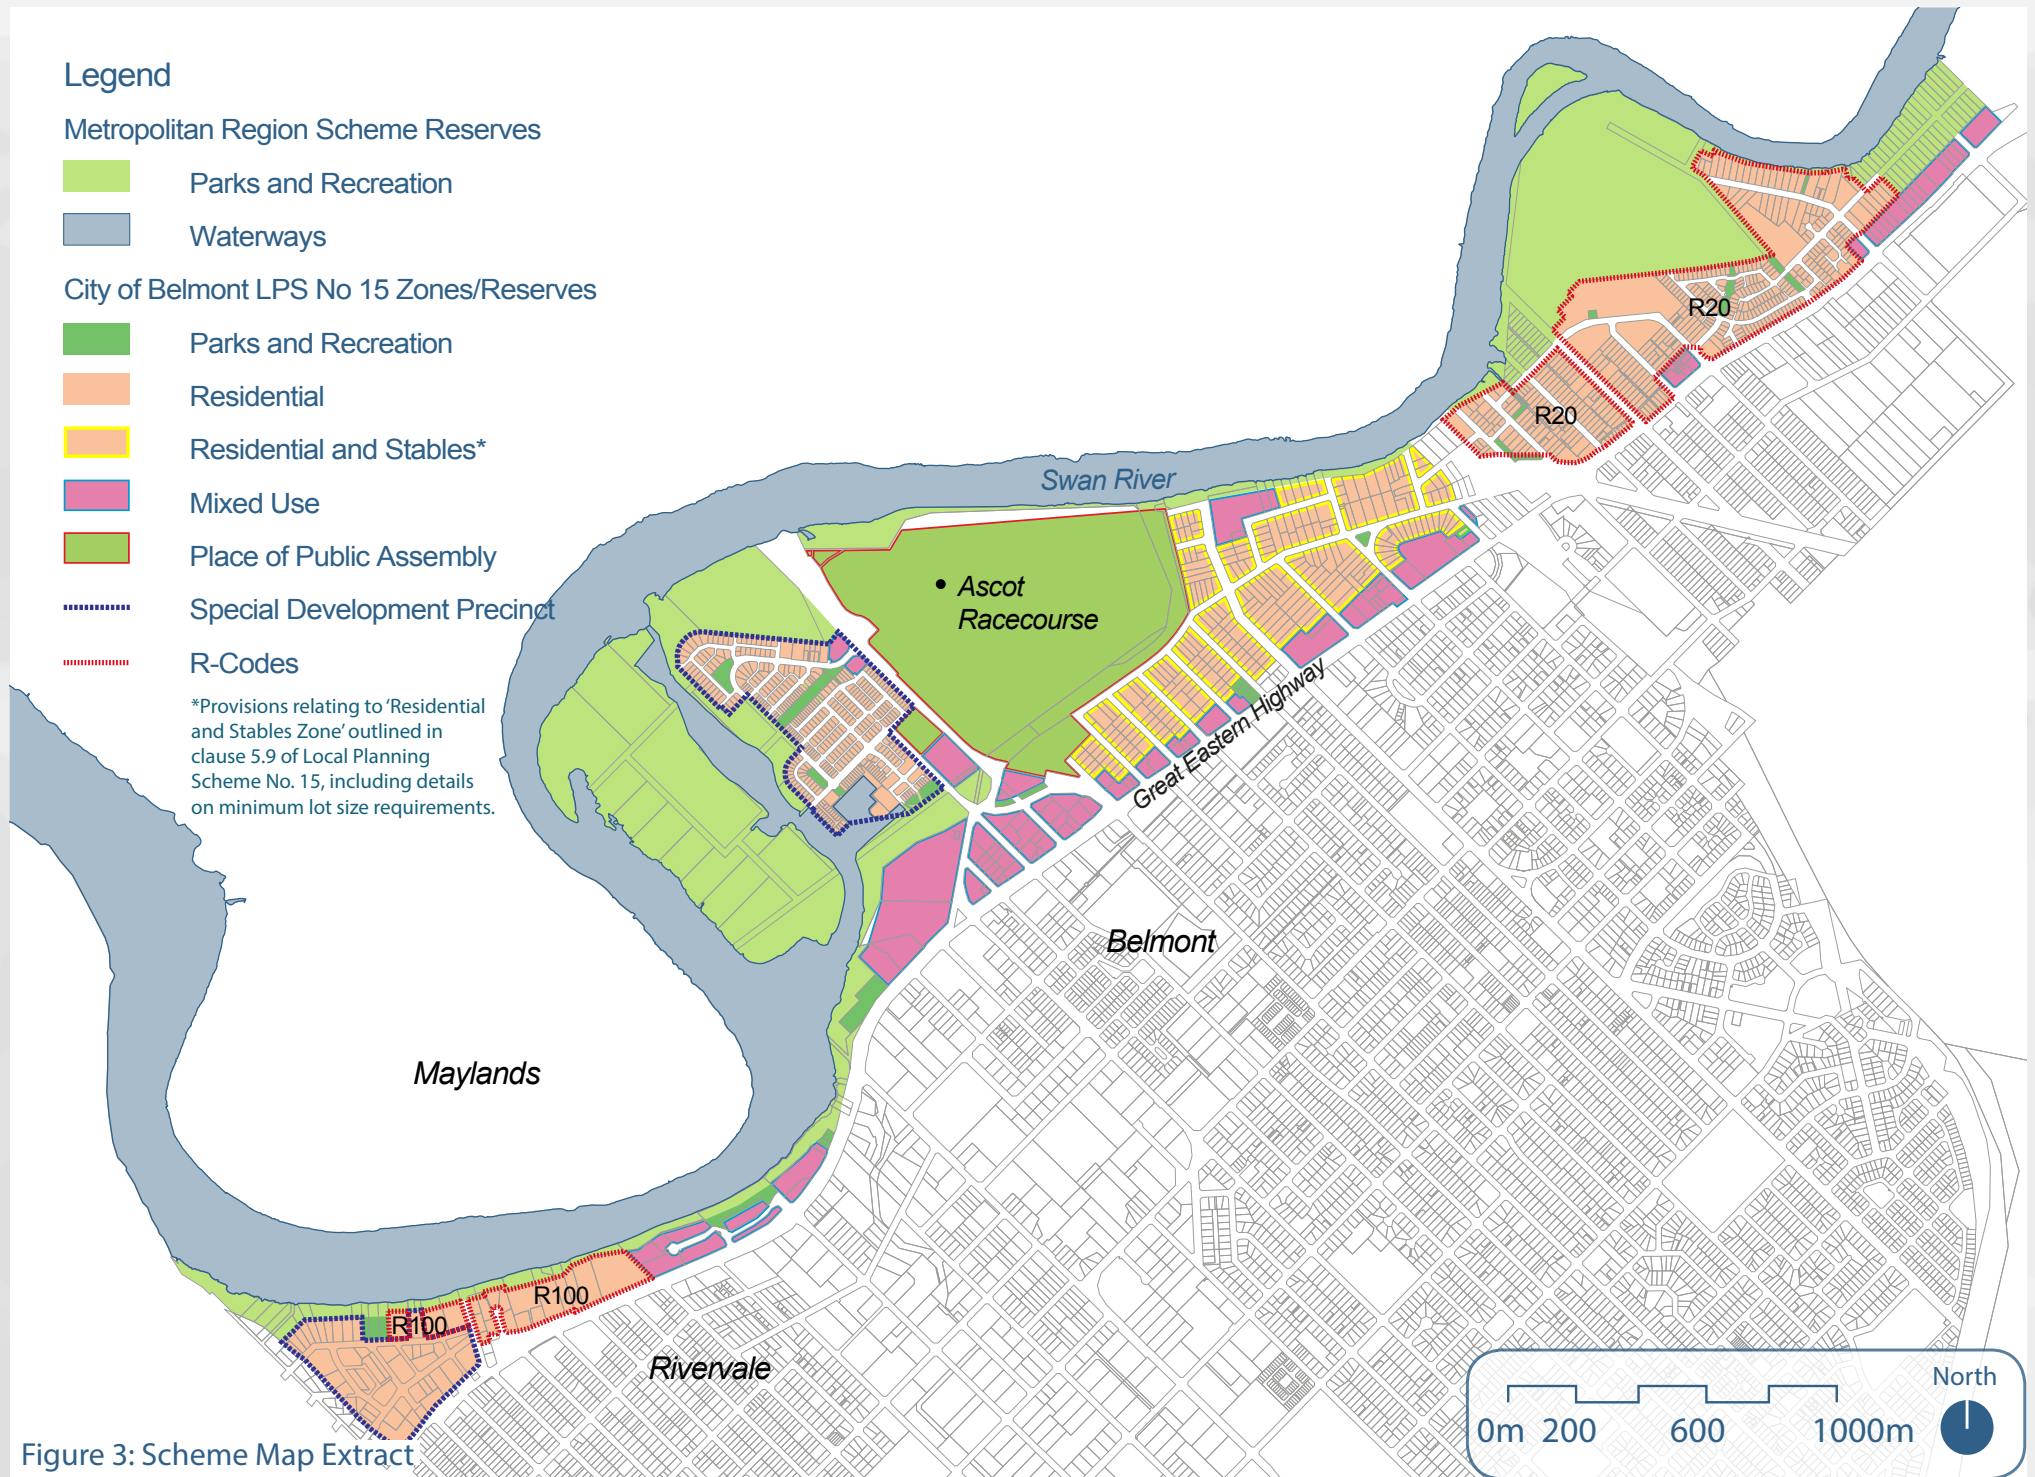 Legend
Metropolitan Region Scheme Reserves
Parks and Recreation
Waterways
City of Belmont LPS No 15 Zones/Reserves
Parks and Recreation
Residential
Residential and Stables*
Mixed Use
Place of Public Assembly
Special Development Precinct
R-Codes
*Provisions relating to 'Residential
and Stables Zone' outlined in
clause 5.9 of Local Planning
Scheme No. 15, including details
on minimum lot size requirements.
R20
R20
Swan River
Ascot
Racecourse
Great Eastern Highway
Belmont
Maylands
R100
R100
Rivervale
North
0m 200 600 1000m
Figure 3: Scheme Map Extract